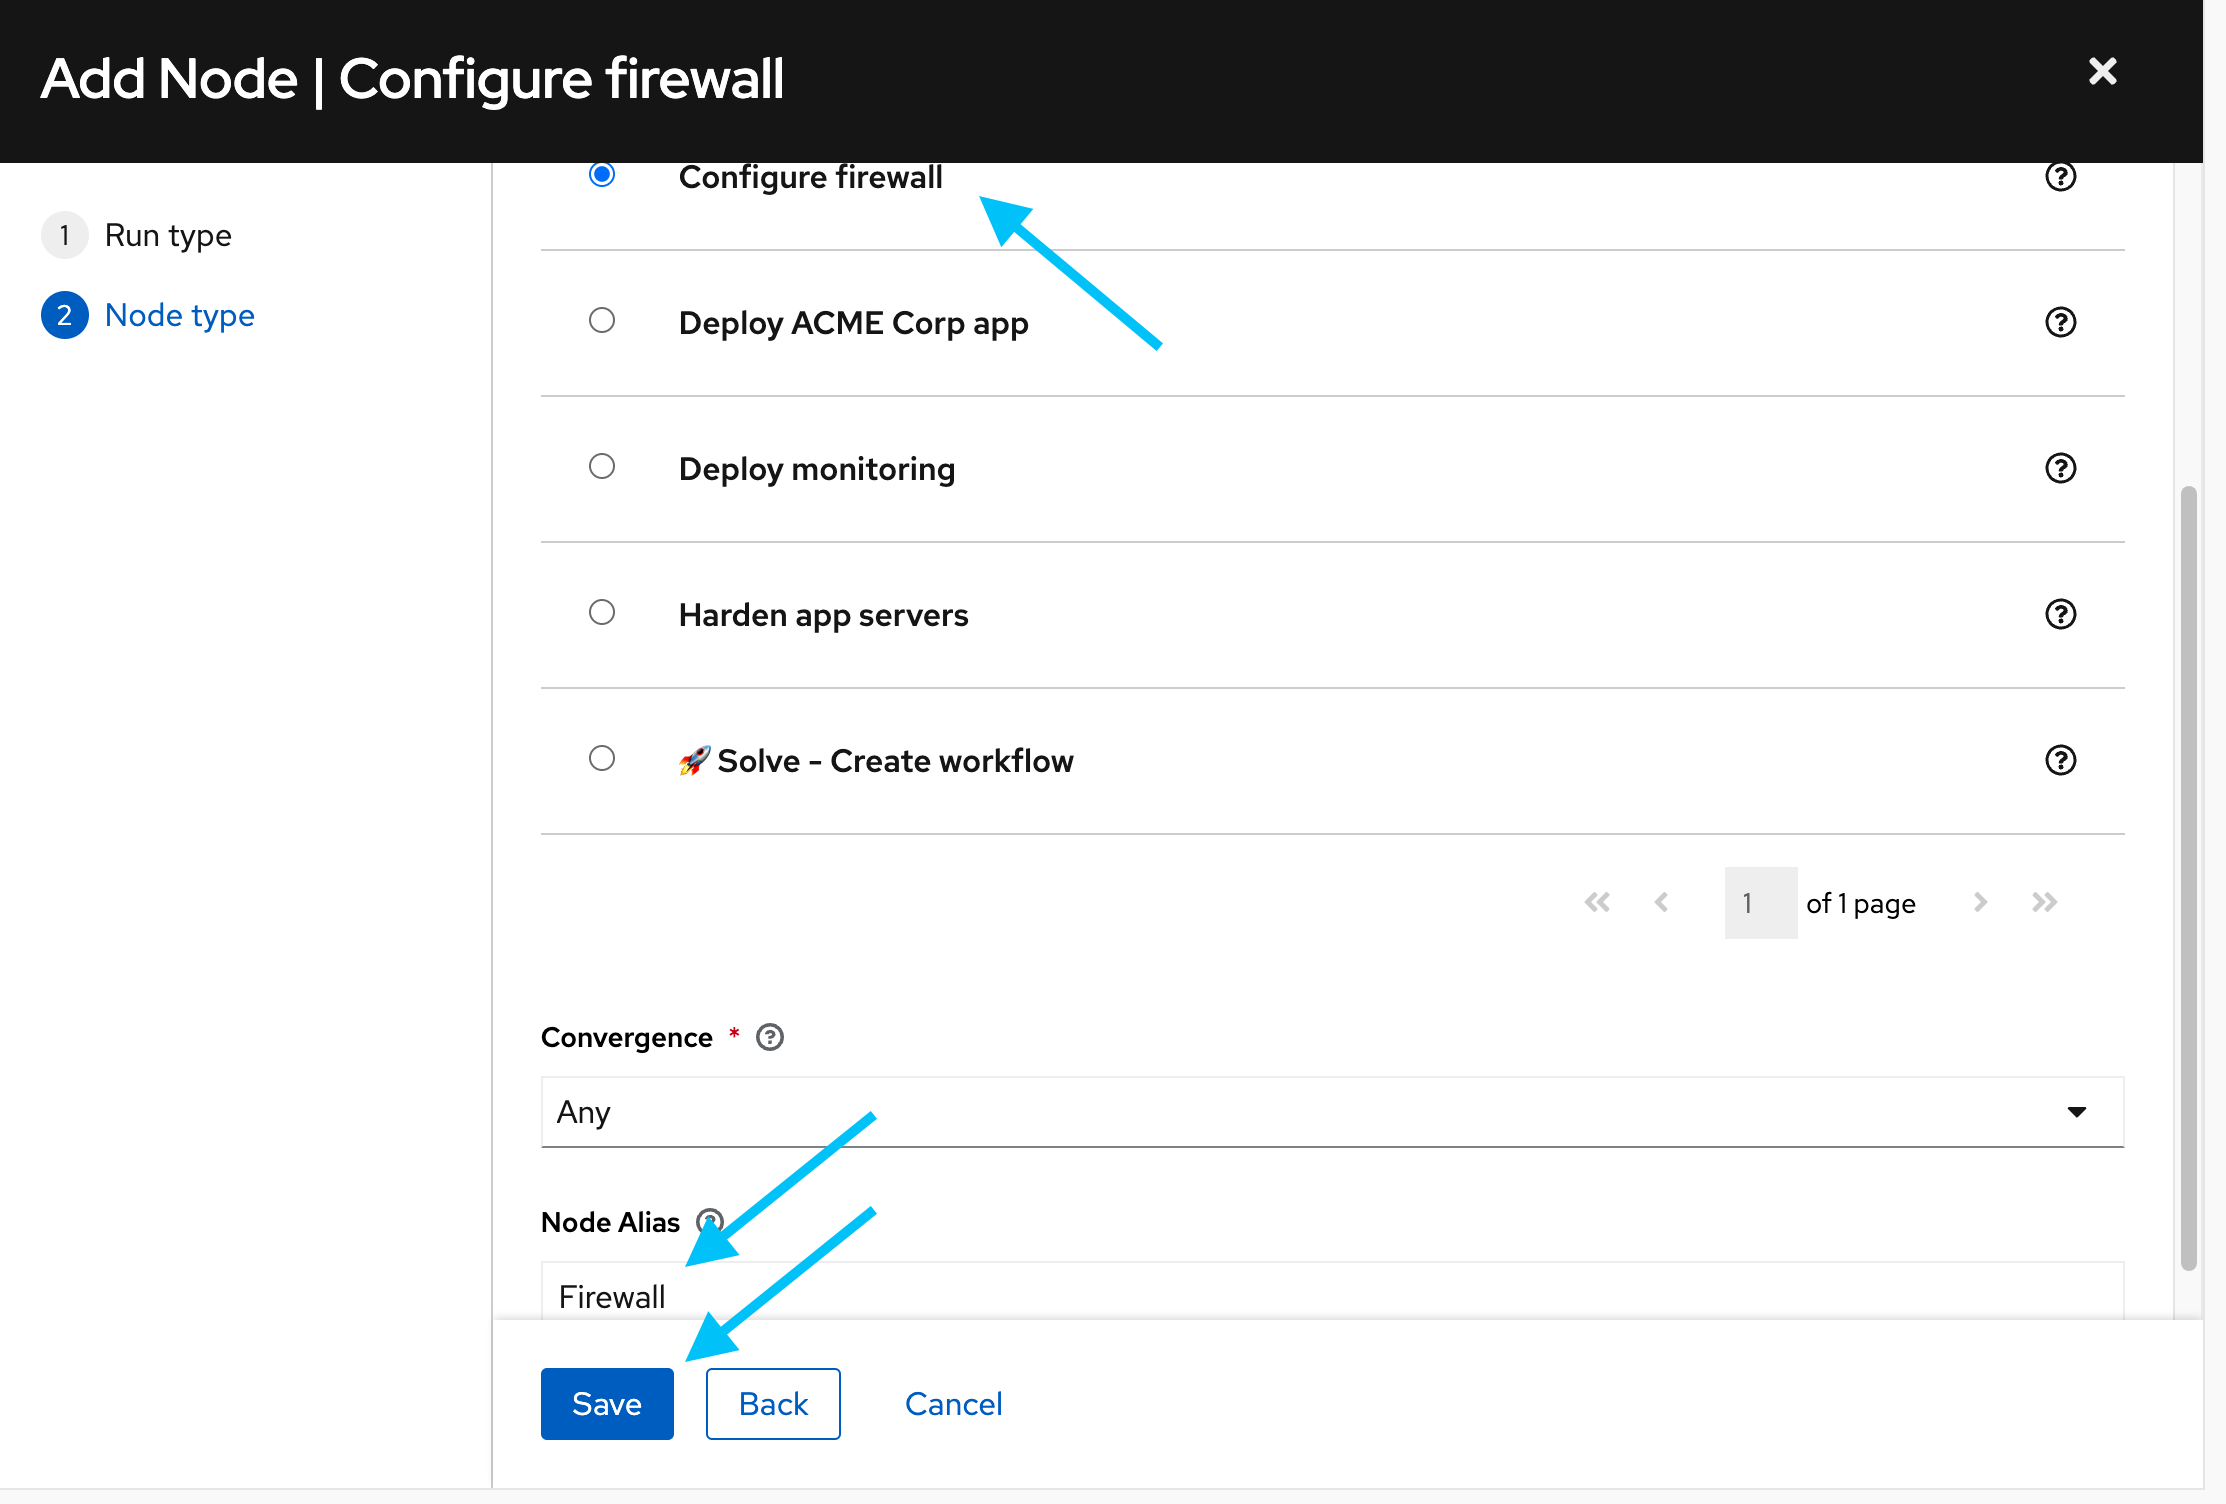 Add Node | Configure firewall
1 Run type
2 Node type
Configure firewall
Deploy ACME Corp app
Deploy monitoring
Harden app servers
🚀 Solve - Create workflow
1 of 1 page
Convergence *
Any
Node Alias
Firewall
Save Back Cancel